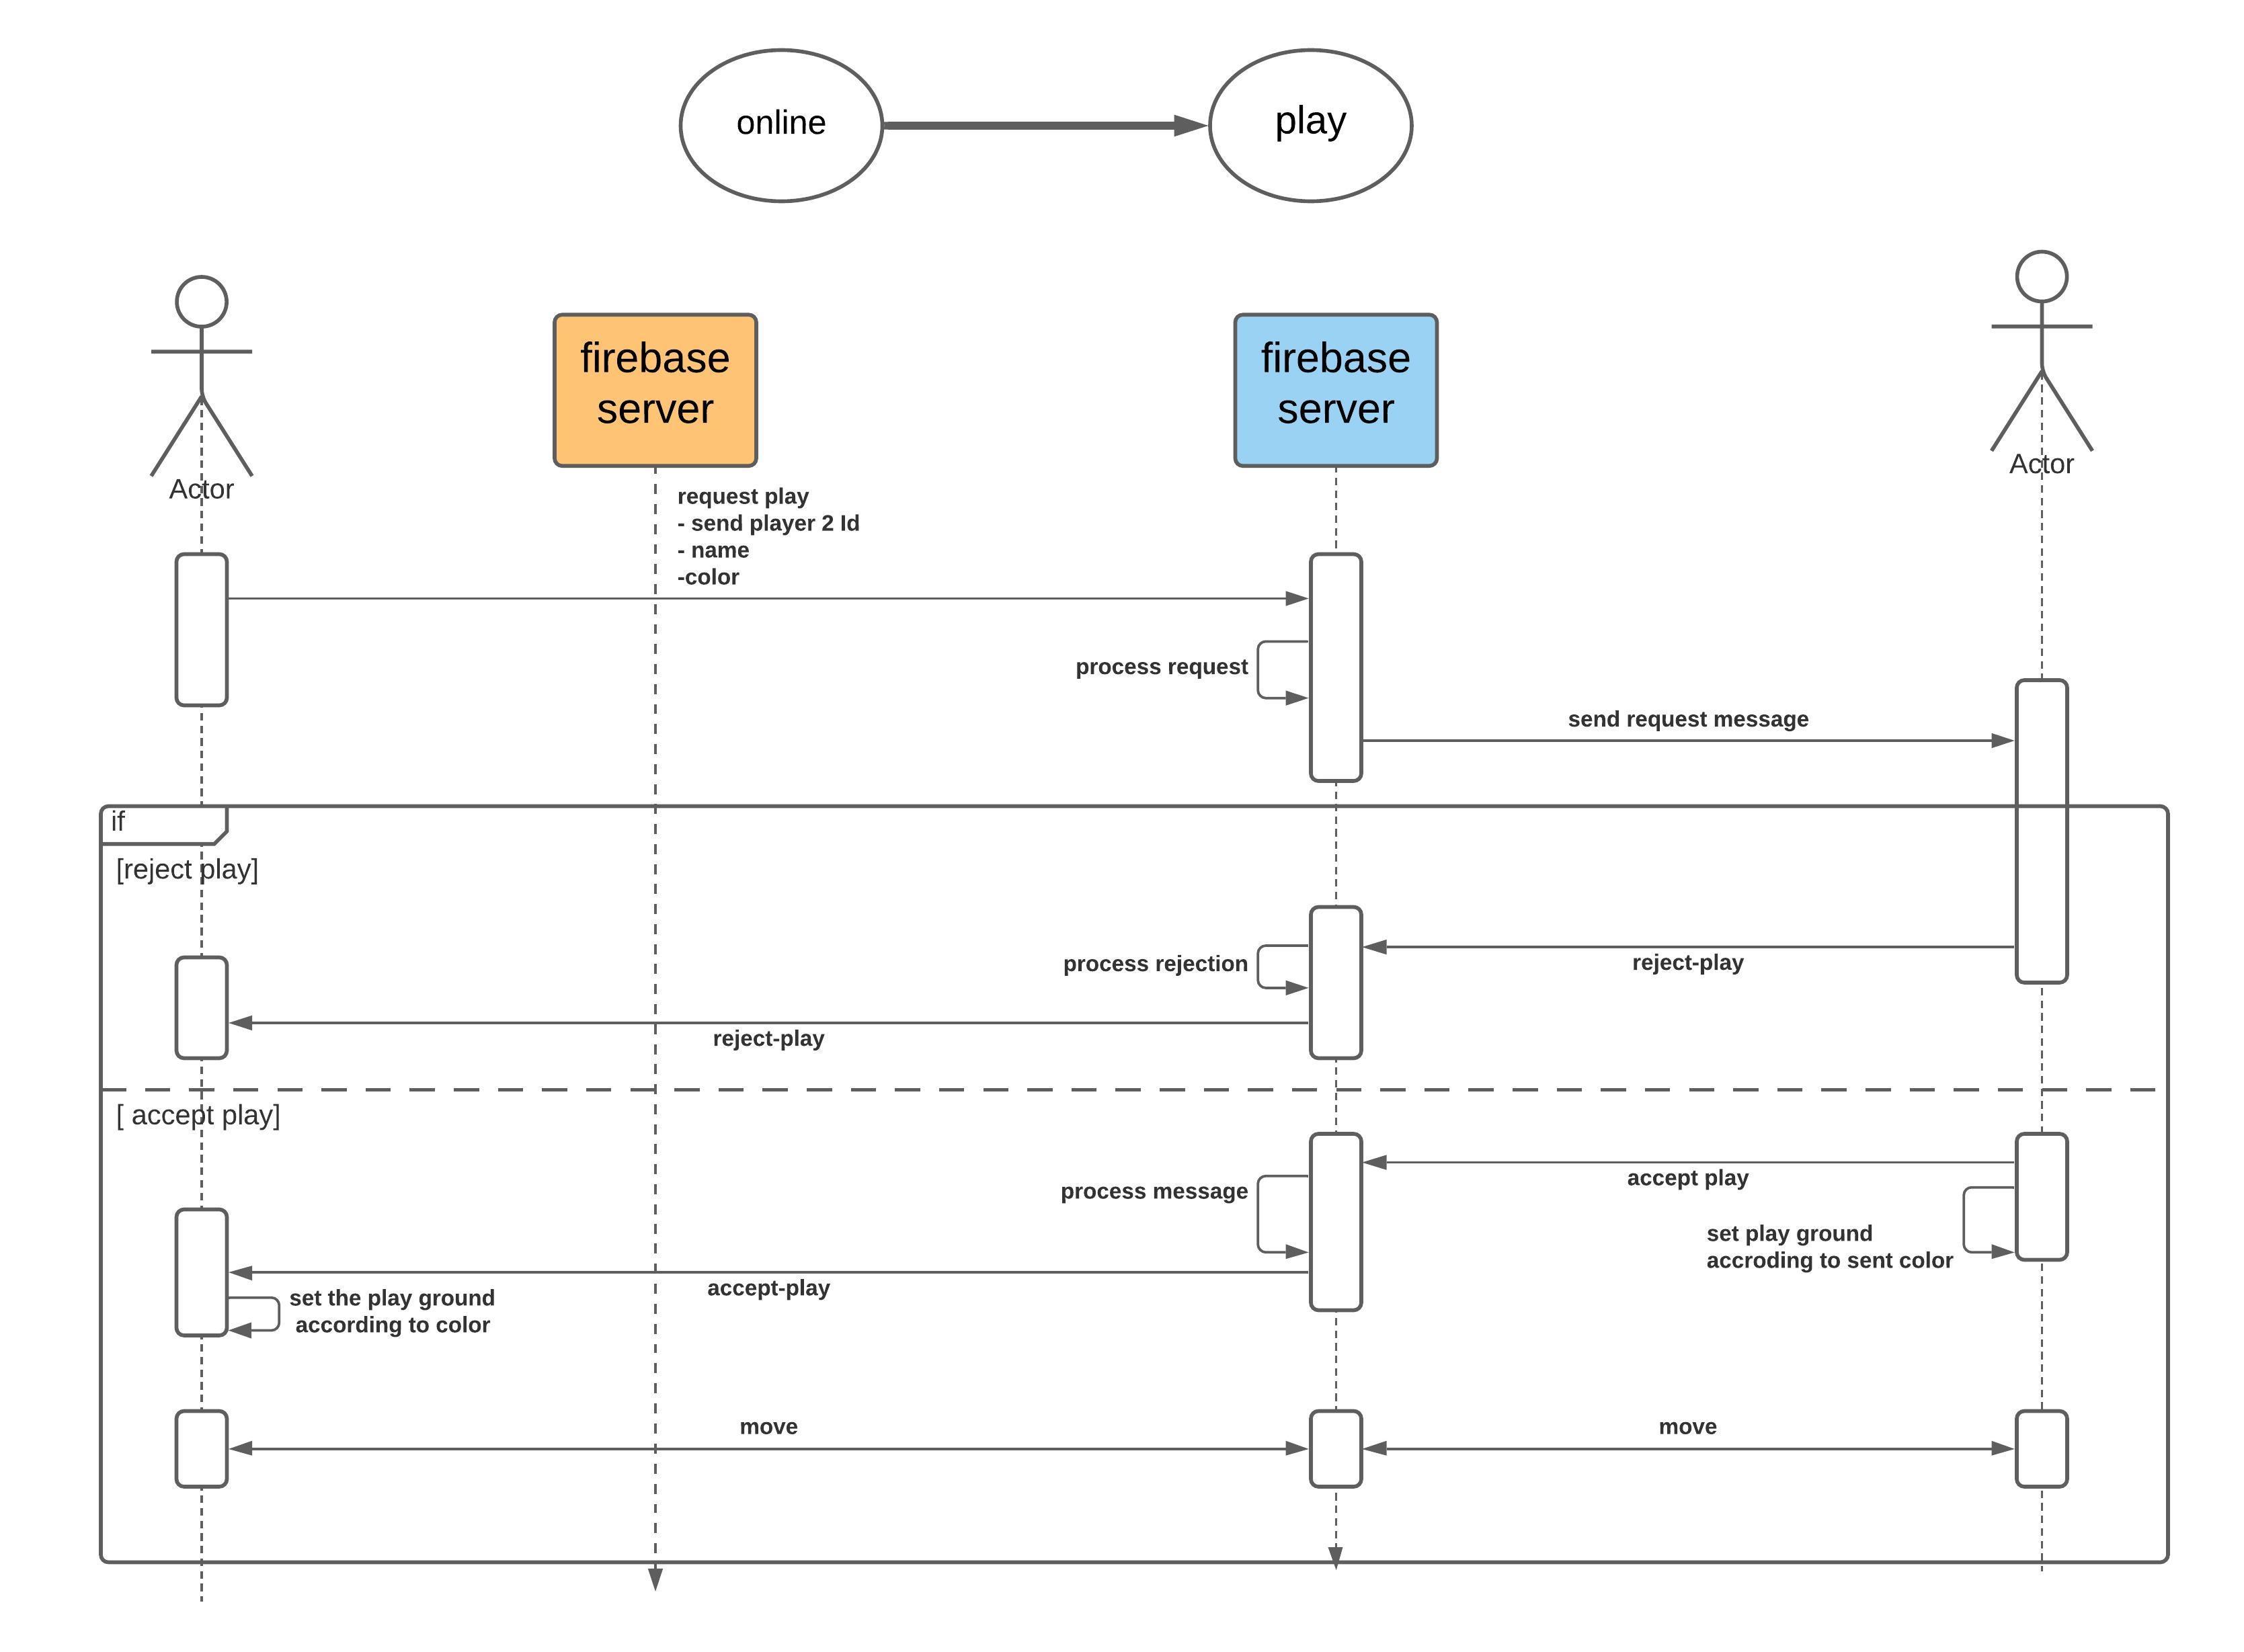 online
play
Actor
firebase
server
firebase
server
Actor
request play
- send player 2 Id
- name
-color
process request
send request message
if
[reject play]
reject-play
process rejection
reject-play
[ accept play]
accept play
process message
set play ground
accroding to sent color
accept-play
set the play ground
according to color
move
move